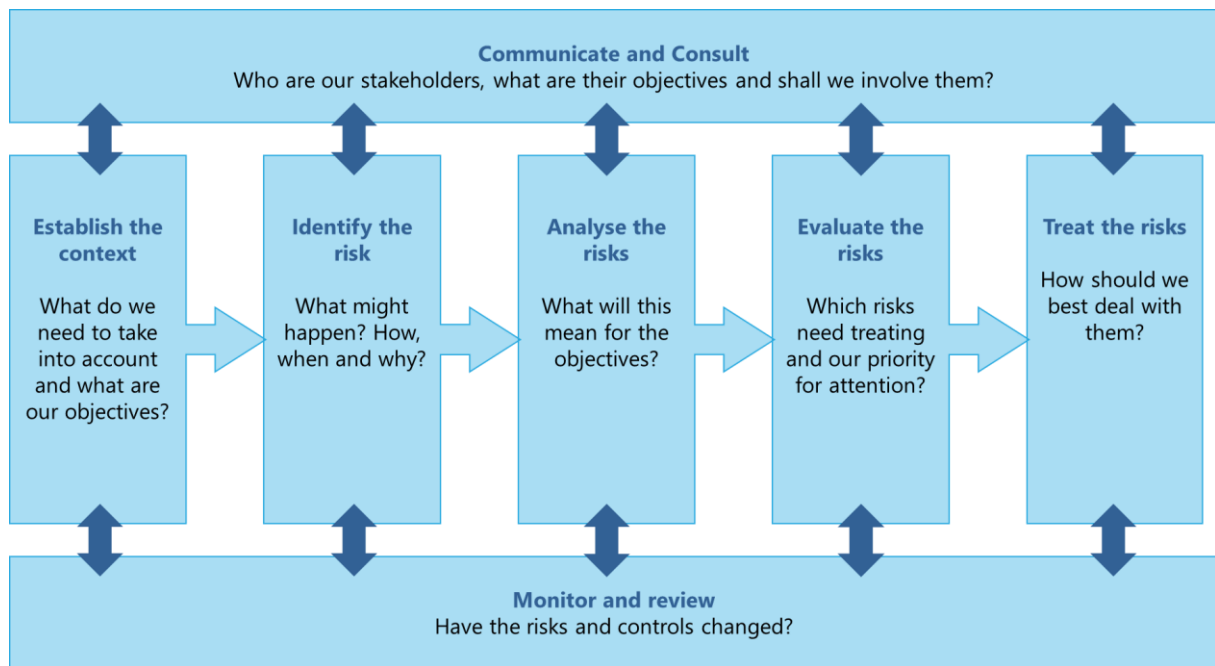 Communicate and Consult
Who are our stakeholders, what are their objectives and shall we involve them?
Establish the
context
What do we
need to take
into account
and what are
our objectives?
Identify the
risk
What might
happen? How,
when and why?
Analyse the
risks
What will this
mean for the
objectives?
Evaluate the
risks
Which risks
need treating
and our priority
for attention?
Treat the risks
How should we
best deal with
them?
Monitor and review
Have the risks and controls changed?